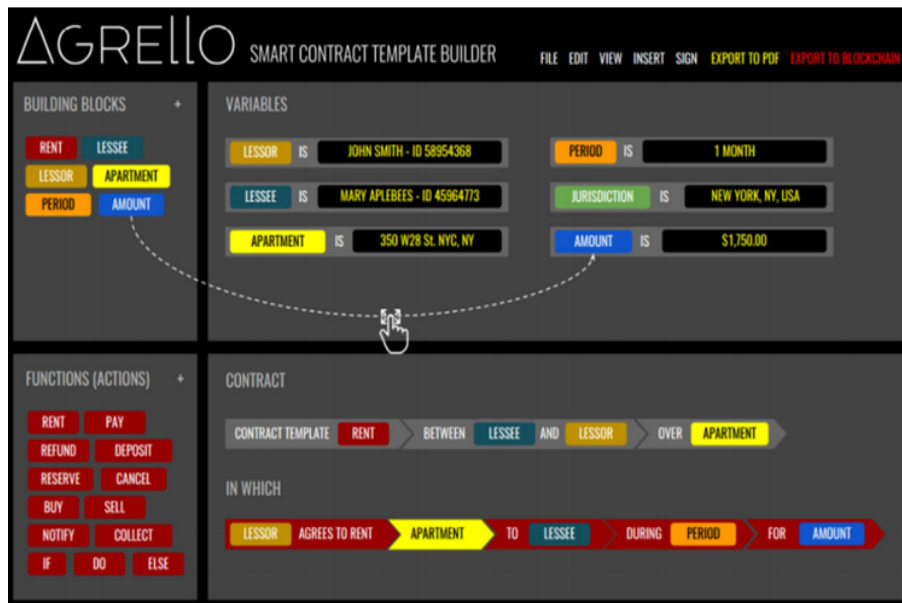 AGRELLO SMART CONTRACT TEMPLATE BUILDER
FILE EDIT VIEW INSERT SIGN EXPORT TO PDF EXPORT TO BLOCKCHAIN
BUILDING BLOCKS +
RENT LESSEE
LESSOR APARTMENT
PERIOD AMOUNT
VARIABLES
LESSOR IS JOHN SMITH - ID 58954368
PERIOD IS 1 MONTH
LESSEE IS MARY APLEBEES - ID 45964773
JURISDICTION IS NEW YORK, NY, USA
APARTMENT IS 350 W28 St. NYC, NY
AMOUNT IS $1,750.00
FUNCTIONS (ACTIONS) +
RENT PAY
REFUND DEPOSIT
RESERVE CANCEL
BUY SELL
NOTIFY COLLECT
IF DO ELSE
CONTRACT
CONTRACT TEMPLATE RENT BETWEEN LESSEE AND LESSOR OVER APARTMENT
IN WHICH
LESSOR AGREES TO RENT APARTMENT TO LESSEE DURING PERIOD FOR AMOUNT